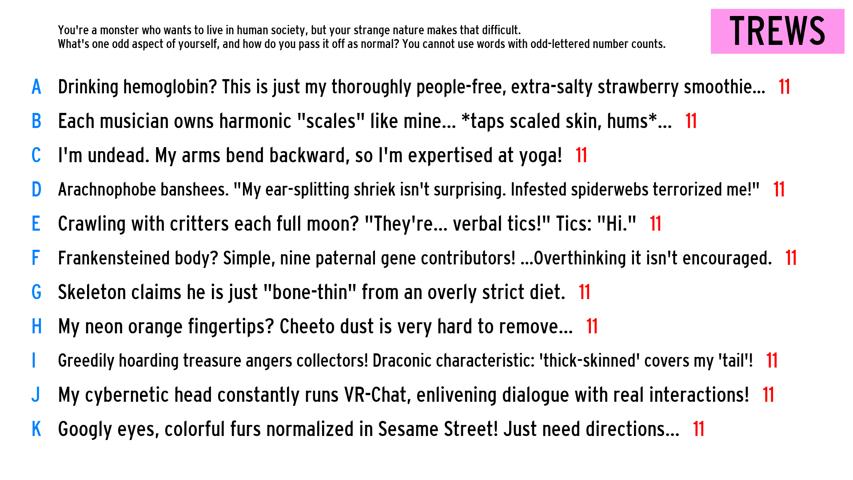 You're a monster who wants to live in human society, but your strange nature makes that difficult.
What's one odd aspect of yourself, and how do you pass it off as normal? You cannot use words with odd-lettered number counts.
TREWS
A Drinking hemoglobin? This is just my thoroughly people-free, extra-salty strawberry smoothie... 11
B Each musician owns harmonic "scales" like mine... *taps scaled skin, hums*... 11
C I'm undead. My arms bend backward, so I'm expertised at yoga! 11
D Arachnophobe banshees. "My ear-splitting shriek isn't surprising. Infested spiderwebs terrorized me!" 11
E Crawling with critters each full moon? "They're... verbal tics!" Tics: "Hi." 11
F Frankensteined body? Simple, nine paternal gene contributors! ...Overthinking it isn't encouraged. 11
G Skeleton claims he is just "bone-thin" from an overly strict diet. 11
H My neon orange fingertips? Cheeto dust is very hard to remove... 11
I Greedily hoarding treasure angers collectors! Draconic characteristic: 'thick-skinned' covers my 'tail'! 11
J My cybernetic head constantly runs VR-Chat, enlivening dialogue with real interactions! 11
K Googly eyes, colorful furs normalized in Sesame Street! Just need directions... 11